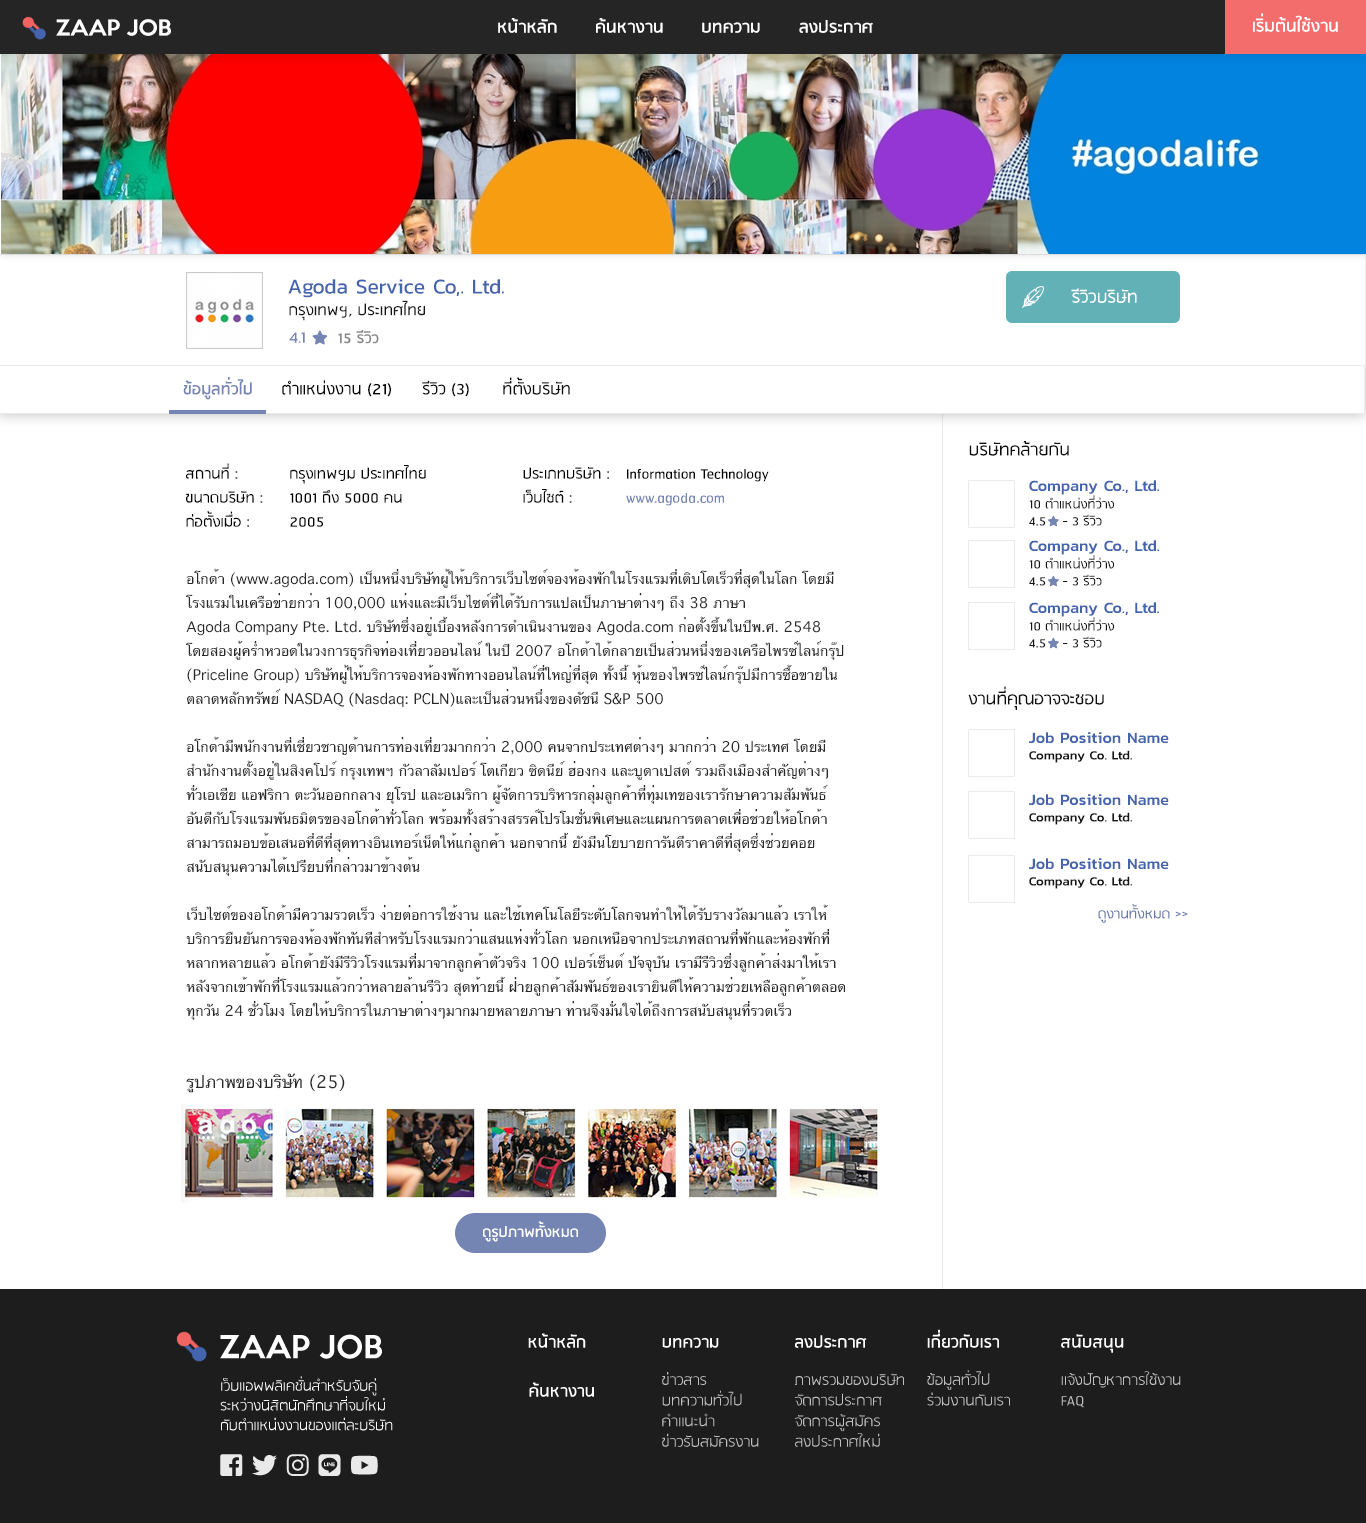 ZAAP JOB
หน้าหลัก
ค้นหางาน
บทความ
ลงประกาศ
เริ่มต้นใช้งาน
#agodalife
agoda
Agoda Service Co,. Ltd.
กรุงเทพฯ, ประเทศไทย
4.1 ★ 15 รีวิว
รีวิวบริษัท
ข้อมูลทั่วไป
ตำแหน่งงาน (21)
รีวิว (3)
ที่ตั้งบริษัท
สถานที่ : กรุงเทพฯม ประเทศไทย
ขนาดบริษัท : 1001 ถึง 5000 คน
ก่อตั้งเมื่อ : 2005
ประเภทบริษัท : Information Technology
เว็บไซต์ : www.agoda.com
อโกด้า (www.agoda.com) เป็นหนึ่งบริษัทผู้ให้บริการเว็บไซต์จองห้องพักในโรงแรมที่เติบโตเร็วที่สุดในโลก โดยมี
โรงแรมในเครือข่ายกว่า 100,000 แห่งและมีเว็บไซต์ที่ได้รับการแปลเป็นภาษาต่างๆ ถึง 38 ภาษา
Agoda Company Pte. Ltd. บริษัทซึ่งอยู่เบื้องหลังการดำเนินงานของ Agoda.com ก่อตั้งขึ้นในปีพ.ศ. 2548
โดยสองผู้คร่ำหวอดในวงการธุรกิจท่องเที่ยวออนไลน์ ในปี 2007 อโกด้าได้กลายเป็นส่วนหนึ่งของเครือไพรซ์ไลน์กรุ๊ป
(Priceline Group) บริษัทผู้ให้บริการจองห้องพักทางออนไลน์ที่ใหญ่ที่สุด ทั้งนี้ หุ้นของไพรซ์ไลน์กรุ๊ปมีการซื้อขายใน
ตลาดหลักทรัพย์ NASDAQ (Nasdaq: PCLN)และเป็นส่วนหนึ่งของดัชนี S&P 500
อโกด้ามีพนักงานที่เชี่ยวชาญด้านการท่องเที่ยวมากกว่า 2,000 คนจากประเทศต่างๆ มากกว่า 20 ประเทศ โดยมี
สำนักงานตั้งอยู่ในสิงคโปร์ กรุงเทพฯ กัวลาลัมเปอร์ โตเกียว ซิดนีย์ ฮ่องกง และบูดาเปสต์ รวมถึงเมืองสำคัญต่างๆ
ทั่วเอเชีย แอฟริกา ตะวันออกกลาง ยุโรป และอเมริกา ผู้จัดการบริหารกลุ่มลูกค้าที่ทุ่มเทของเรารักษาความสัมพันธ์
อันดีกับโรงแรมพันธมิตรของอโกด้าทั่วโลก พร้อมทั้งสร้างสรรค์โปรโมชั่นพิเศษและแผนการตลาดเพื่อช่วยให้อโกด้า
สามารถมอบข้อเสนอที่ดีที่สุดทางอินเทอร์เน็ตให้แก่ลูกค้า นอกจากนี้ ยังมีนโยบายการันตีราคาดีที่สุดซึ่งช่วยคอย
สนับสนุนความได้เปรียบที่กล่าวมาข้างต้น
เว็บไซต์ของอโกด้ามีความรวดเร็ว ง่ายต่อการใช้งาน และใช้เทคโนโลยีระดับโลกจนทำให้ได้รับรางวัลมาแล้ว เราให้
บริการยืนยันการจองห้องพักทันทีสำหรับโรงแรมกว่าแสนแห่งทั่วโลก นอกเหนือจากประเภทสถานที่พักและห้องพักที่
หลากหลายแล้ว อโกด้ายังมีรีวิวโรงแรมที่มาจากลูกค้าตัวจริง 100 เปอร์เซ็นต์ ปัจจุบัน เรามีรีวิวซึ่งลูกค้าส่งมาให้เรา
หลังจากเข้าพักที่โรงแรมแล้วกว่าหลายล้านรีวิว สุดท้ายนี้ ฝ่ายลูกค้าสัมพันธ์ของเรายินดีให้ความช่วยเหลือลูกค้าตลอด
ทุกวัน 24 ชั่วโมง โดยให้บริการในภาษาต่างๆมากมายหลายภาษา ท่านจึงมั่นใจได้ถึงการสนับสนุนที่รวดเร็ว
รูปภาพของบริษัท (25)
agod
ดูรูปภาพทั้งหมด
บริษัทคล้ายกัน
Company Co., Ltd.
10 ตำแหน่งที่ว่าง
4.5★ - 3 รีวิว
Company Co., Ltd.
10 ตำแหน่งที่ว่าง
4.5★ - 3 รีวิว
Company Co., Ltd.
10 ตำแหน่งที่ว่าง
4.5★ - 3 รีวิว
งานที่คุณอาจจะชอบ
Job Position Name
Company Co. Ltd.
Job Position Name
Company Co. Ltd.
Job Position Name
Company Co. Ltd.
ดูงานทั้งหมด >>
ZAAP JOB
เว็บแอพพลิเคชั่นสำหรับจับคู่
ระหว่างนิสิตนักศึกษาที่จบใหม่
กับตำแหน่งงานของแต่ละบริษัท
LINE
หน้าหลัก
ค้นหางาน
บทความ
ข่าวสาร
บทความทั่วไป
คำแนะนำ
ข่าวรับสมัครงาน
ลงประกาศ
ภาพรวมของบริษัท
จัดการประกาศ
จัดการผู้สมัคร
ลงประกาศใหม่
เกี่ยวกับเรา
ข้อมูลทั่วไป
ร่วมงานกับเรา
สนับสนุน
แจ้งปัญหาการใช้งาน
FAQ